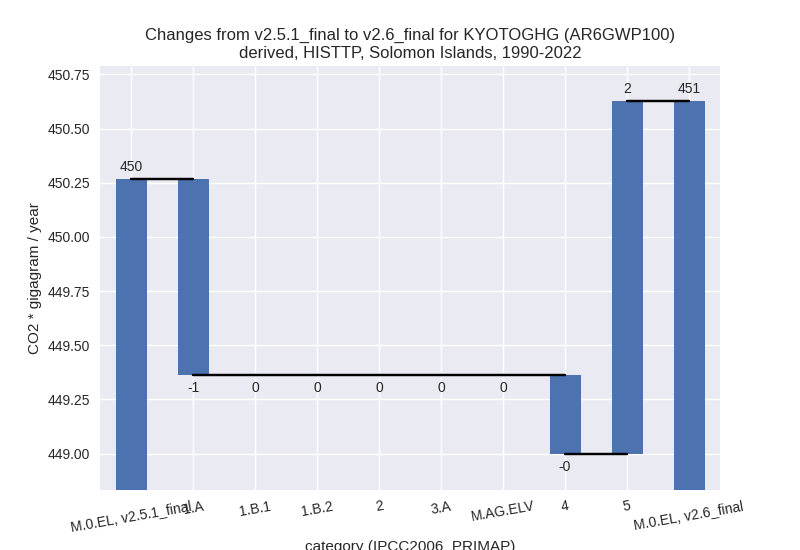 Changes from v2.5.1_final to v2.6_final for KYOTOGHG (AR6GWP100)
derived, HISTTP, Solomon Islands, 1990-2022
CO2 * gigagram / year
450.75
450.50
450.25
450.00
449.75
449.50
449.25
449.00
450
-1
0
0
0
0
0
-0
2
451
M.0.EL, v2.5.1_final
1.A
1.B.1
1.B.2
2
3.A
M.AG.ELV
4
5
M.0.EL, v2.6_final
category (IPCC2006_PRIMAP)